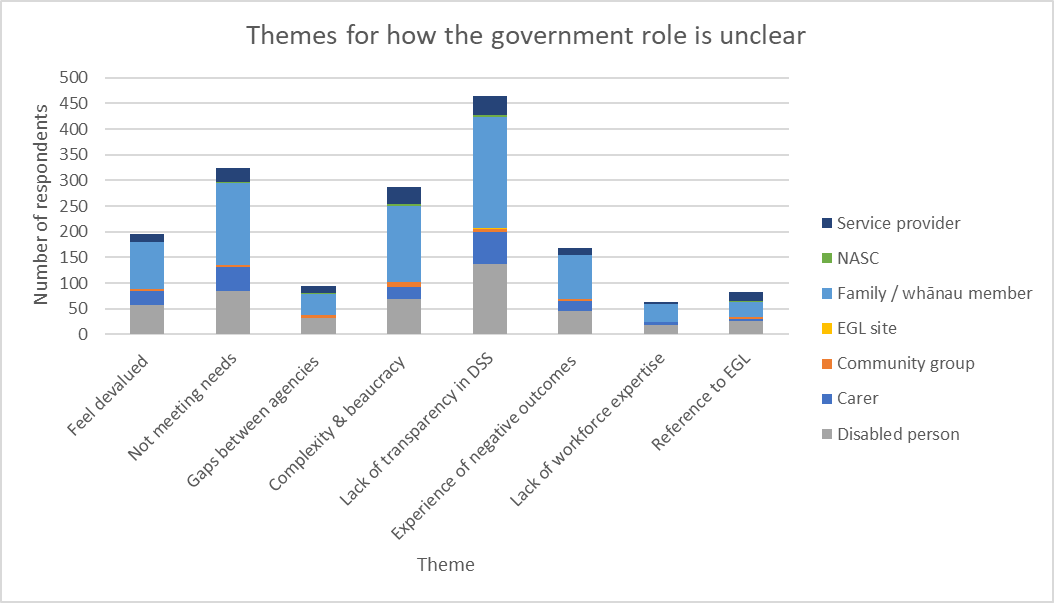 Themes for how the government role is unclear
Number of respondents
500
450
400
350
300
250
200
150
100
50
0
Feel devalued
Not meeting needs
Gaps between agencies
Complexity & beaucracy
Lack of transparency in DSS
Experience of negative outcomes
Lack of workforce expertise
Reference to EGL
Theme
Service provider
NASC
Family / whānau member
EGL site
Community group
Carer
Disabled person